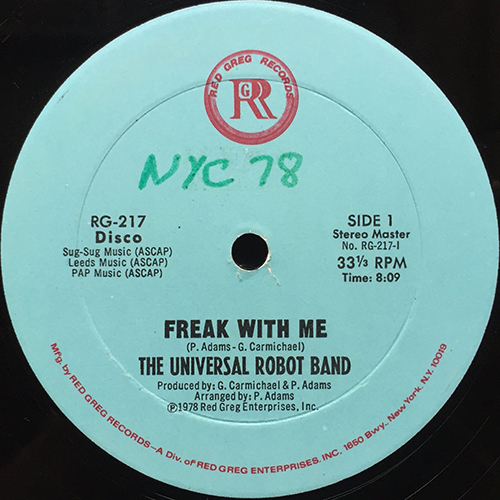 RED GREG RECORDS
RGR
NYC 78
RG-217
Disco
Sug-Sug Music (ASCAP)
Leeds Music (ASCAP)
PAP Music (ASCAP)
SIDE 1
Stereo Master
No. RG-217-I
33⅓ RPM
Time: 8:09
FREAK WITH ME
(P. Adams - G. Carmichael)
THE UNIVERSAL ROBOT BAND
Produced by: G. Carmichael & P. Adams
Arranged by: P. Adams
Ⓟ1978 Red Greg Enterprises, Inc.
Mfg. by RED GREG RECORDS—A Div. of RED GREG ENTERPRISES, INC. 1650 Bwy., New York, N.Y. 10019